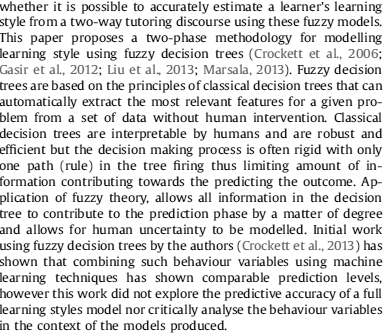 whether it is possible to accurately estimate a learner's learning
style from a two-way tutoring discourse using these fuzzy models.
This paper proposes a two-phase methodology for modelling
learning style using fuzzy decision trees (Crockett et al., 2006;
Gasir et al., 2012; Liu et al., 2013; Marsala, 2013). Fuzzy decision
trees are based on the principles of classical decision trees that can
automatically extract the most relevant features for a given pro-
blem from a set of data without human intervention. Classical
decision trees are interpretable by humans and are robust and
efficient but the decision making process is often rigid with only
one path (rule) in the tree firing thus limiting amount of in-
formation contributing towards the predicting the outcome. Ap-
plication of fuzzy theory, allows all information in the decision
tree to contribute to the prediction phase by a matter of degree
and allows for human uncertainty to be modelled. Initial work
using fuzzy decision trees by the authors (Crockett et al., 2013) has
shown that combining such behaviour variables using machine
learning techniques has shown comparable prediction levels,
however this work did not explore the predictive accuracy of a full
learning styles model nor critically analyse the behaviour variables
in the context of the models produced.